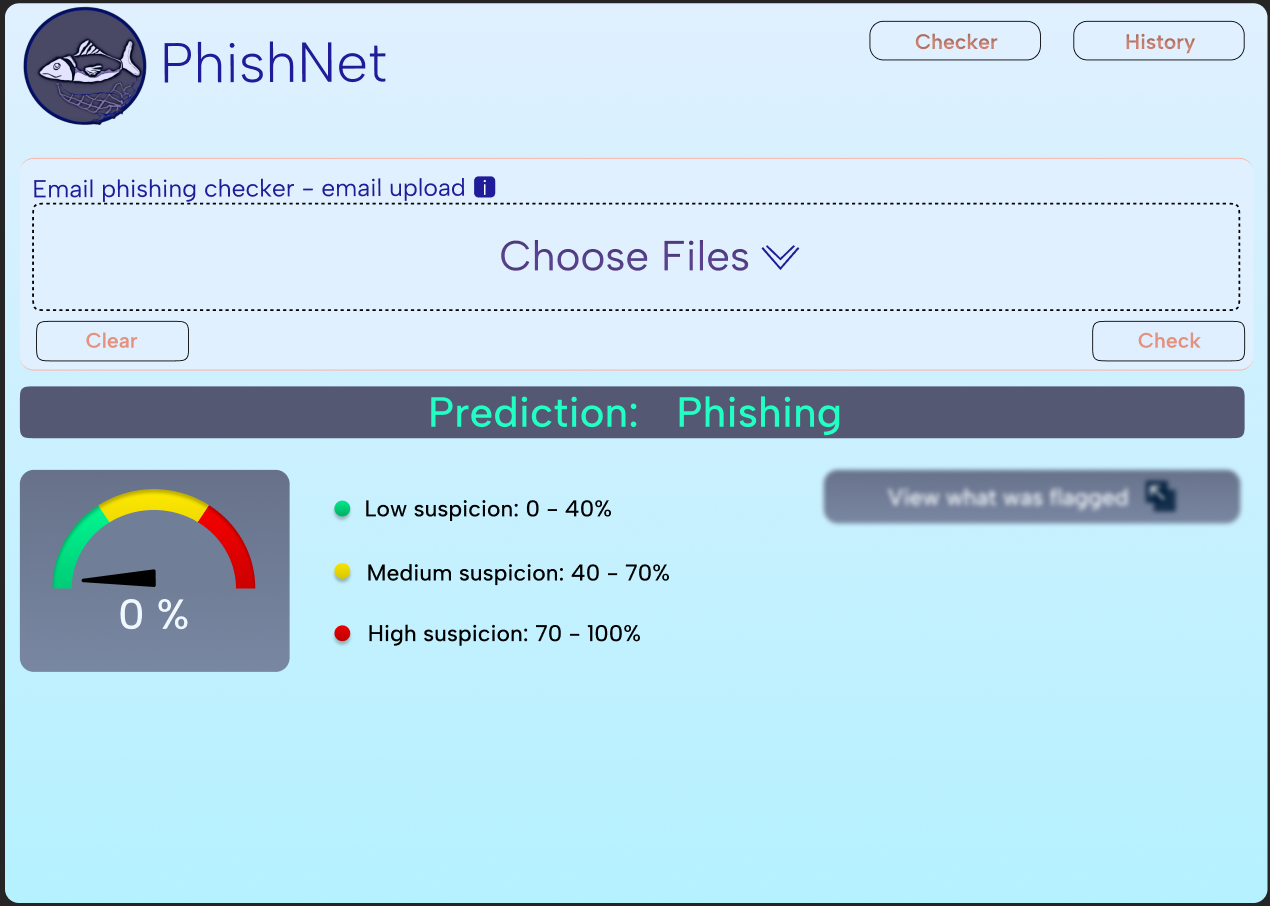 PhishNet
Checker
History
Email phishing checker – email upload i
Choose Files
Clear
Check
Prediction: Phishing
Low suspicion: 0 – 40%
View what was flagged
Medium suspicion: 40 – 70%
0 %
High suspicion: 70 – 100%